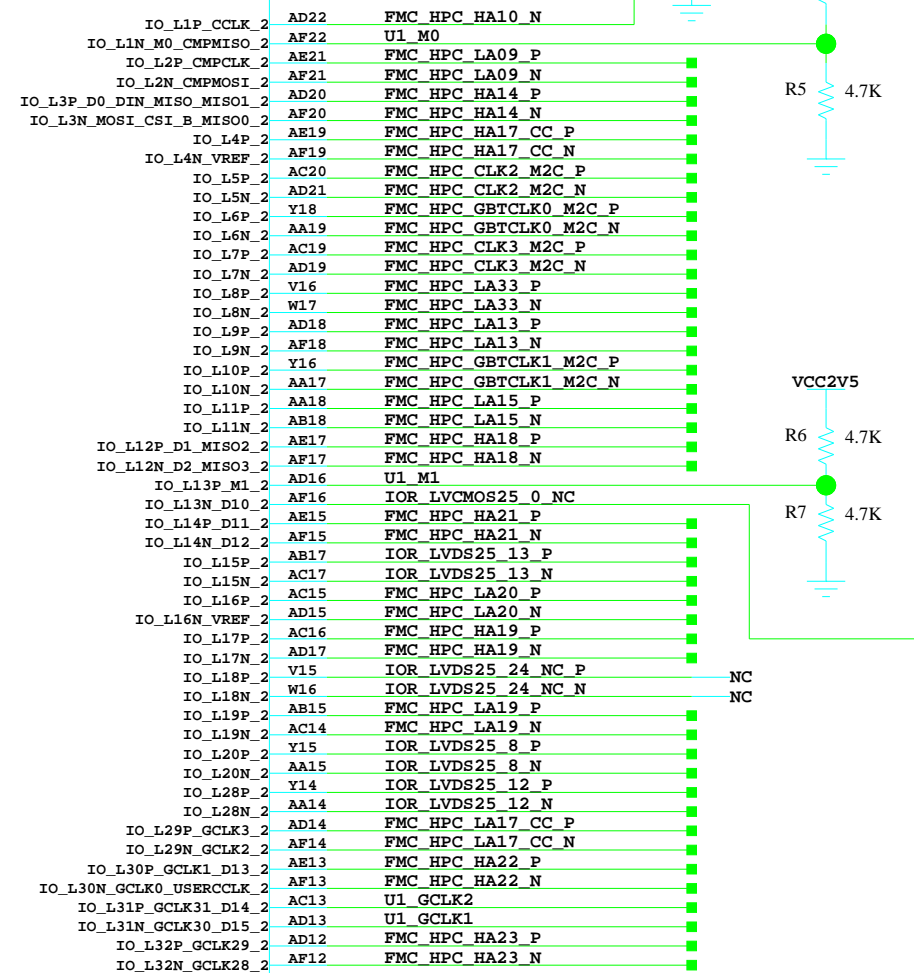 IO_L1P_CCLK_2 AD22 FMC_HPC_HA10_N
IO_L1N_M0_CMPMISO_2 AF22 U1_M0
IO_L2P_CMPCLK_2 AE21 FMC_HPC_LA09_P
IO_L2N_CMPMOSI_2 AF21 FMC_HPC_LA09_N
IO_L3P_D0_DIN_MISO_MISO1_2 AD20 FMC_HPC_HA14_P R5 4.7K
IO_L3N_MOSI_CSI_B_MISO0_2 AF20 FMC_HPC_HA14_N
IO_L4P_2 AE19 FMC_HPC_HA17_CC_P
IO_L4N_VREF_2 AF19 FMC_HPC_HA17_CC_N
IO_L5P_2 AC20 FMC_HPC_CLK2_M2C_P
IO_L5N_2 AD21 FMC_HPC_CLK2_M2C_N
IO_L6P_2 Y18 FMC_HPC_GBTCLK0_M2C_P
IO_L6N_2 AA19 FMC_HPC_GBTCLK0_M2C_N
IO_L7P_2 AC19 FMC_HPC_CLK3_M2C_P
IO_L7N_2 AD19 FMC_HPC_CLK3_M2C_N
IO_L8P_2 V16 FMC_HPC_LA33_P
IO_L8N_2 W17 FMC_HPC_LA33_N
IO_L9P_2 AD18 FMC_HPC_LA13_P
IO_L9N_2 AF18 FMC_HPC_LA13_N
IO_L10P_2 Y16 FMC_HPC_GBTCLK1_M2C_P
IO_L10N_2 AA17 FMC_HPC_GBTCLK1_M2C_N VCC2V5
IO_L11P_2 AA18 FMC_HPC_LA15_P
IO_L11N_2 AB18 FMC_HPC_LA15_N
IO_L12P_D1_MISO2_2 AE17 FMC_HPC_HA18_P R6 4.7K
IO_L12N_D2_MISO3_2 AF17 FMC_HPC_HA18_N
IO_L13P_M1_2 AD16 U1_M1
IO_L13N_D10_2 AF16 IOR_LVCMOS25_0_NC
IO_L14P_D11_2 AE15 FMC_HPC_HA21_P R7 4.7K
IO_L14N_D12_2 AF15 FMC_HPC_HA21_N
IO_L15P_2 AB17 IOR_LVDS25_13_P
IO_L15N_2 AC17 IOR_LVDS25_13_N
IO_L16P_2 AC15 FMC_HPC_LA20_P
IO_L16N_VREF_2 AD15 FMC_HPC_LA20_N
IO_L17P_2 AC16 FMC_HPC_HA19_P
IO_L17N_2 AD17 FMC_HPC_HA19_N
IO_L18P_2 V15 IOR_LVDS25_24_NC_P NC
IO_L18N_2 W16 IOR_LVDS25_24_NC_N NC
IO_L19P_2 AB15 FMC_HPC_LA19_P
IO_L19N_2 AC14 FMC_HPC_LA19_N
IO_L20P_2 Y15 IOR_LVDS25_8_P
IO_L20N_2 AA15 IOR_LVDS25_8_N
IO_L28P_2 Y14 IOR_LVDS25_12_P
IO_L28N_2 AA14 IOR_LVDS25_12_N
IO_L29P_GCLK3_2 AD14 FMC_HPC_LA17_CC_P
IO_L29N_GCLK2_2 AF14 FMC_HPC_LA17_CC_N
IO_L30P_GCLK1_D13_2 AE13 FMC_HPC_HA22_P
IO_L30N_GCLK0_USERCCLK_2 AF13 FMC_HPC_HA22_N
IO_L31P_GCLK31_D14_2 AC13 U1_GCLK2
IO_L31N_GCLK30_D15_2 AD13 U1_GCLK1
IO_L32P_GCLK29_2 AD12 FMC_HPC_HA23_P
IO_L32N_GCLK28_2 AF12 FMC_HPC_HA23_N